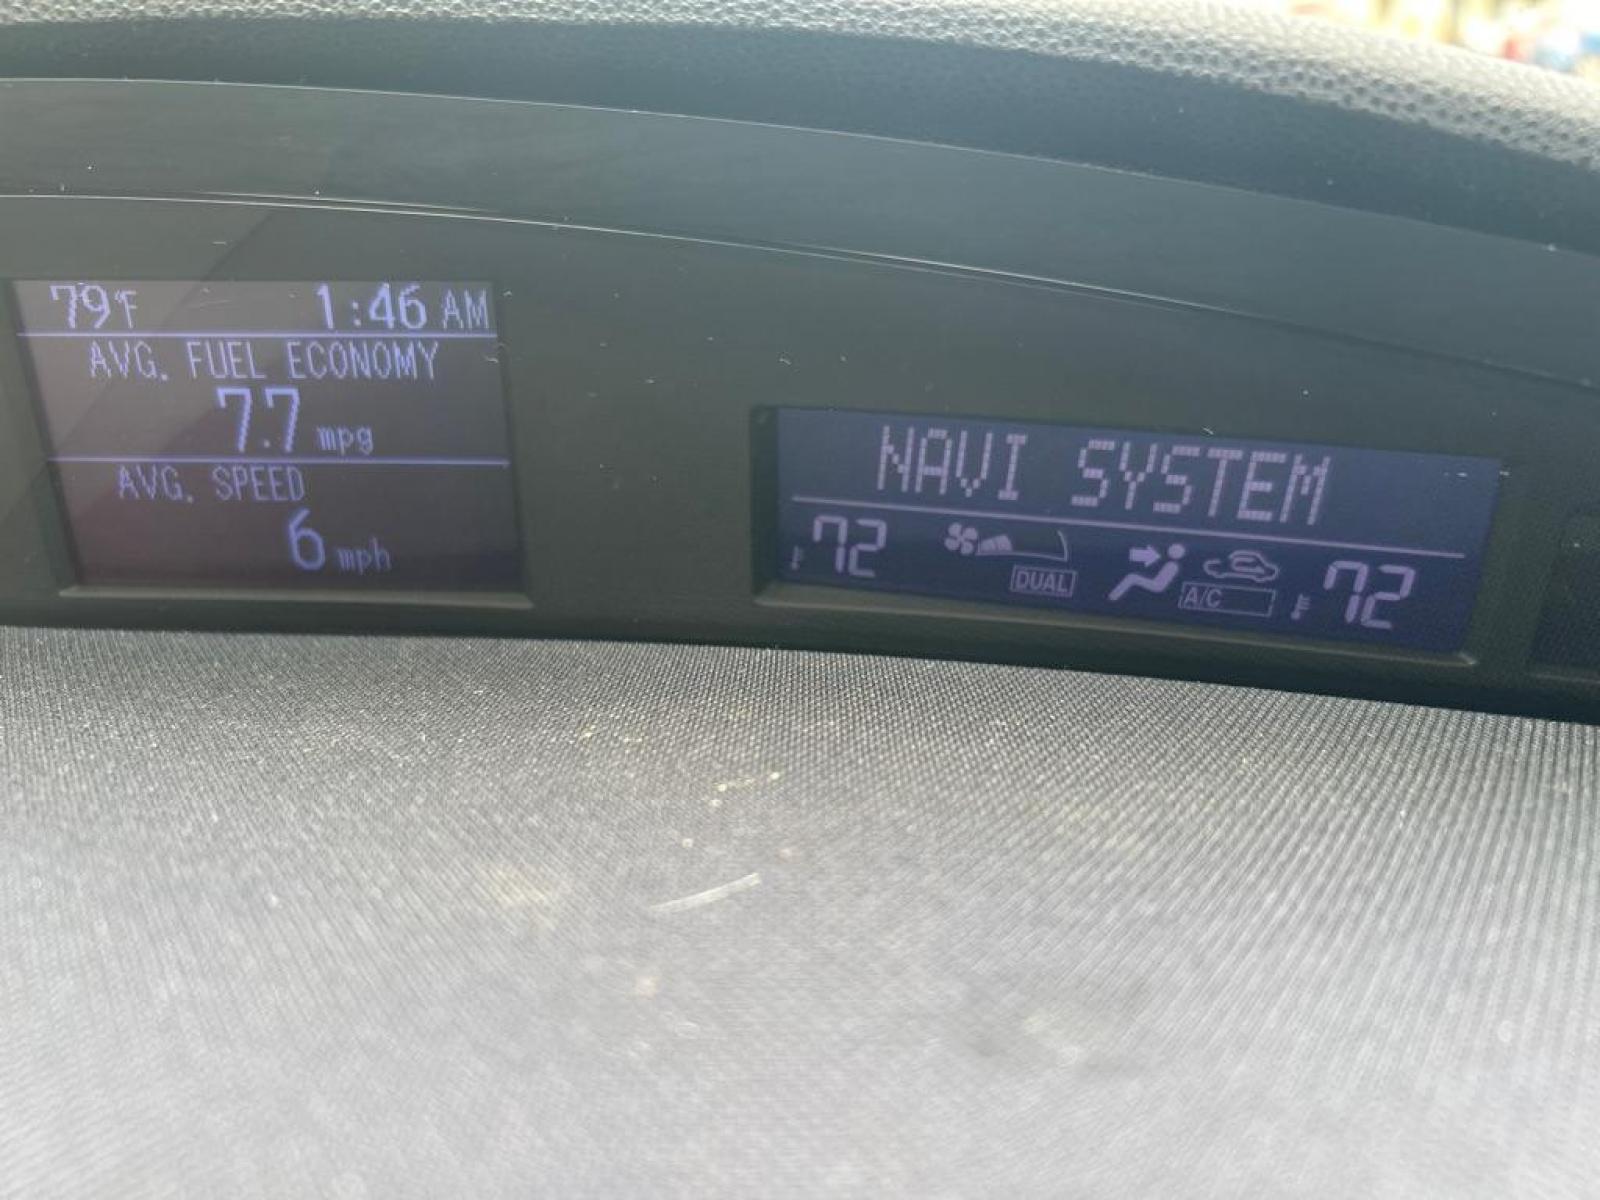 79°F 1:46 AM
AVG. FUEL ECONOMY
7.7 mpg
AVG. SPEED
6 mph
NAVI SYSTEM
°F 72 72 °F
DUAL
A/C